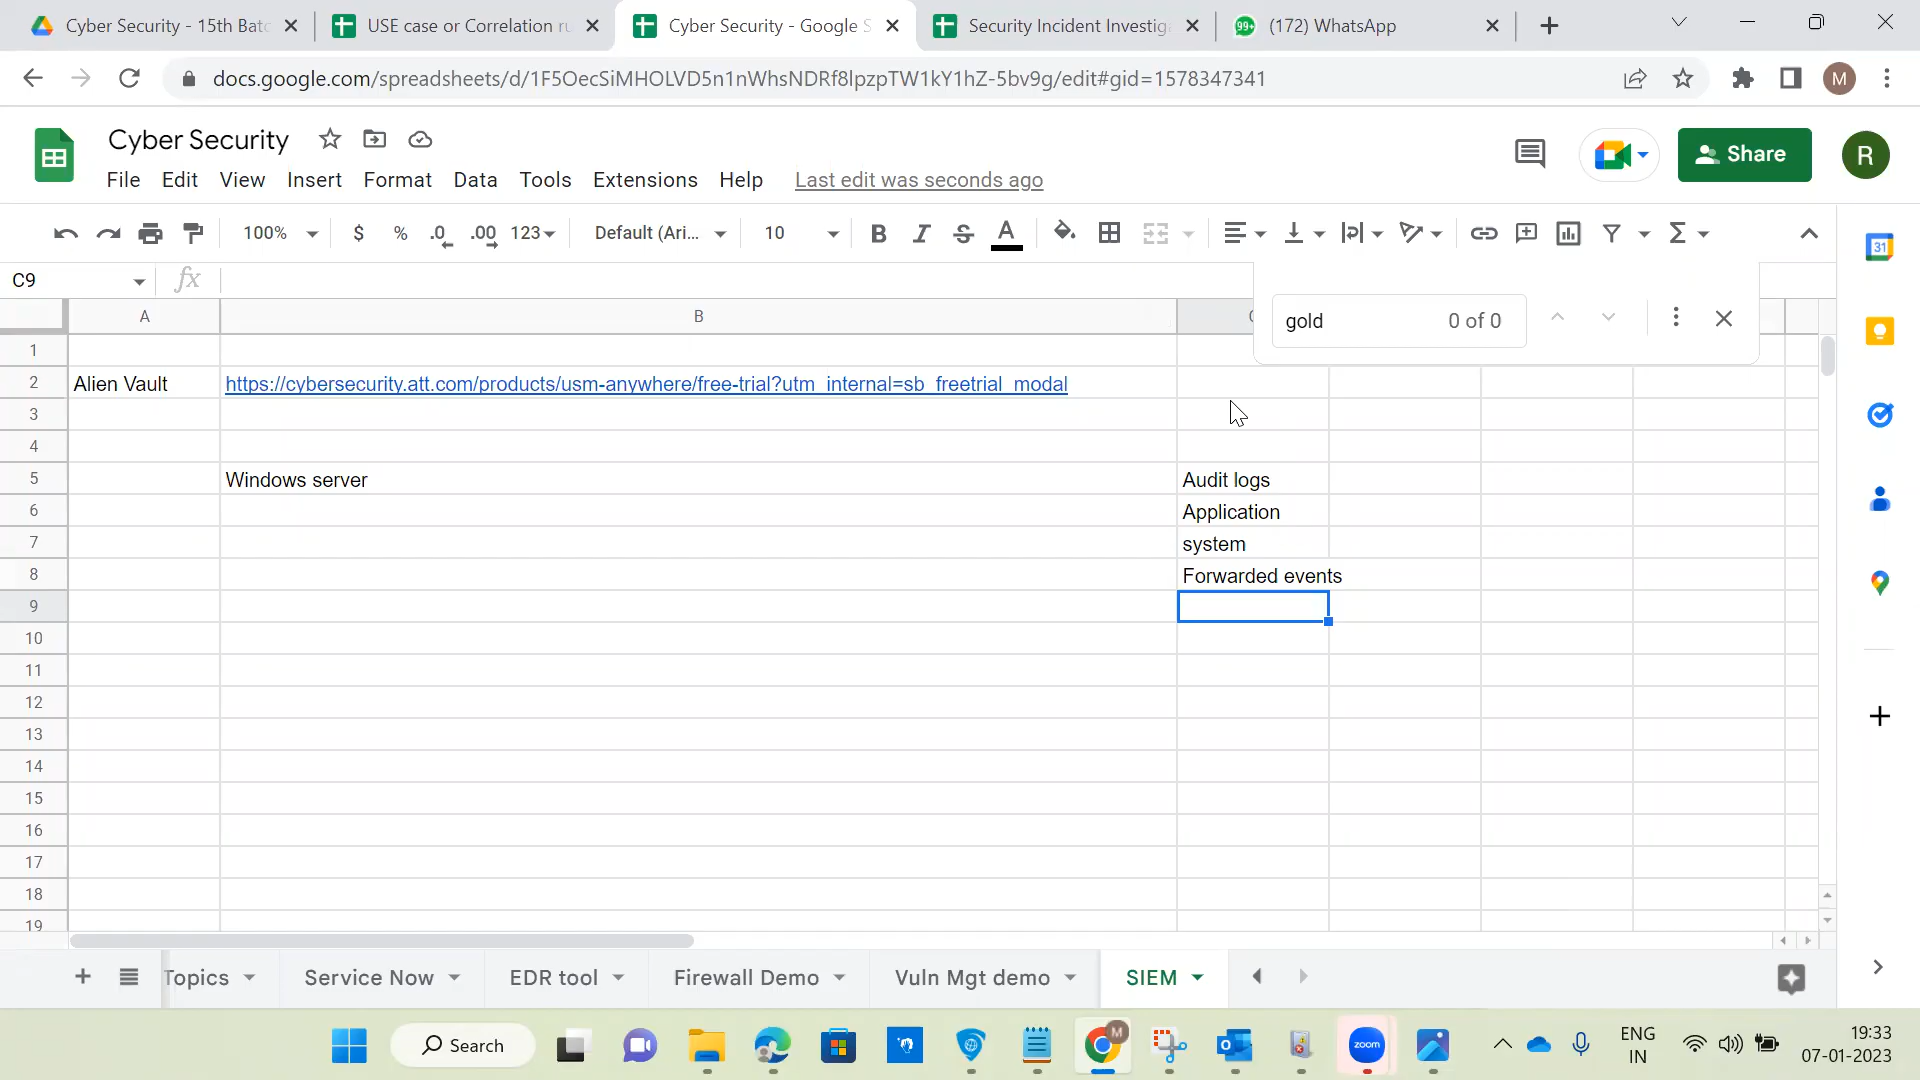 Cyber Security - 15th Batc
USE case or Correlation ru
Cyber Security - Google S
Security Incident Investig
99+ (172) WhatsApp
docs.google.com/spreadsheets/d/1F5OecSiMHOLVD5n1nWhsNDRf8lpzpTW1kY1hZ-5bv9g/edit#gid=1578347341
M
Cyber Security
Share
R
File Edit View Insert Format Data Tools Extensions Help Last edit was seconds ago
100% $ % .0 .00 123 Default (Ari... 10 B I S A Σ
31
C9 fx
gold 0 of 0
A B C
1
2 Alien Vault https://cybersecurity.att.com/products/usm-anywhere/free-trial?utm_internal=sb_freetrial_modal
3
4
5 Windows server Audit logs
6 Application
7 system
8 Forwarded events
9
10
11
12
13
14
15
16
17
18
19
+ Topics Service Now EDR tool Firewall Demo Vuln Mgt demo SIEM
Search
M
zoom
ENG
IN
19:33
07-01-2023